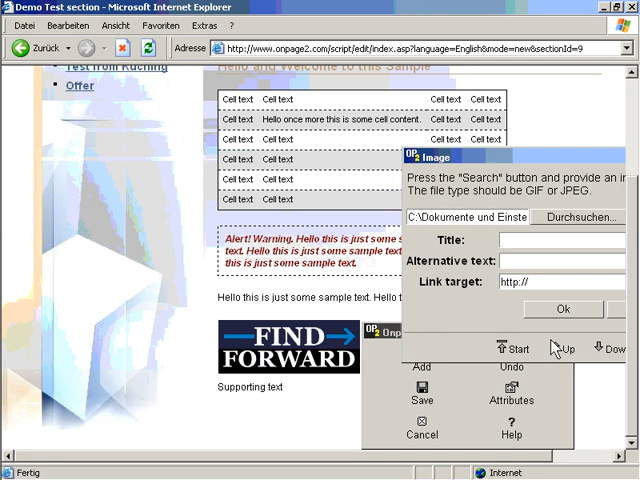 Demo Test section - Microsoft Internet Explorer
Datei Bearbeiten Ansicht Favoriten Extras ?
Zurück Adresse http://www.onpage2.com/script/edit/index.asp?language=English&mode=new&sectionId=9
Test from Kuching
Offer
Hello and Welcome to this Sample
Cell text Cell text Cell text Cell text
Cell text Hello once more this is some cell content. Cell text Cell text
Cell text Cell text Cell text Cell text
Cell text Cell text
Cell text Cell text
Cell text Cell text
Alert! Warning. Hello this is just some s
text. Hello this is just some sample text.
this is just some sample text.
Hello this is just some sample text. Hello t
FIND
FORWARD
Supporting text
OP2 Image
Press the "Search" button and provide an i
The file type should be GIF or JPEG.
C:\Dokumente und Einste Durchsuchen...
Title:
Alternative text:
Link target: http://
Ok
Start Up Dow
OP2 Onp
Add Undo
Save Attributes
Cancel Help
Fertig Internet